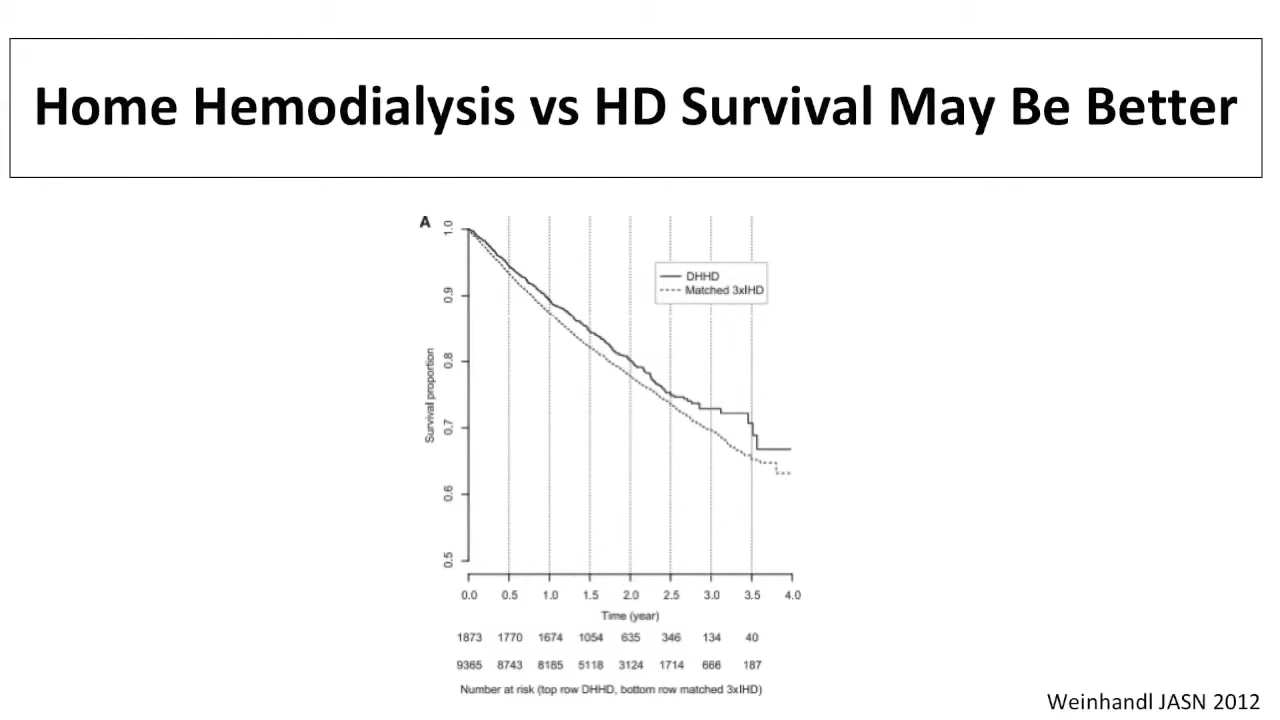 Home Hemodialysis vs HD Survival May Be Better
A
1.0
0.9
0.8
0.7
0.6
0.5
Survival proportion
DHHD
Matched 3xIHD
0.0 0.5 1.0 1.5 2.0 2.5 3.0 3.5 4.0
Time (year)
1873 1770 1674 1054 635 346 134 40
9365 8743 8185 5118 3124 1714 666 187
Number at risk (top row DHHD, bottom row matched 3xIHD)
Weinhandl JASN 2012